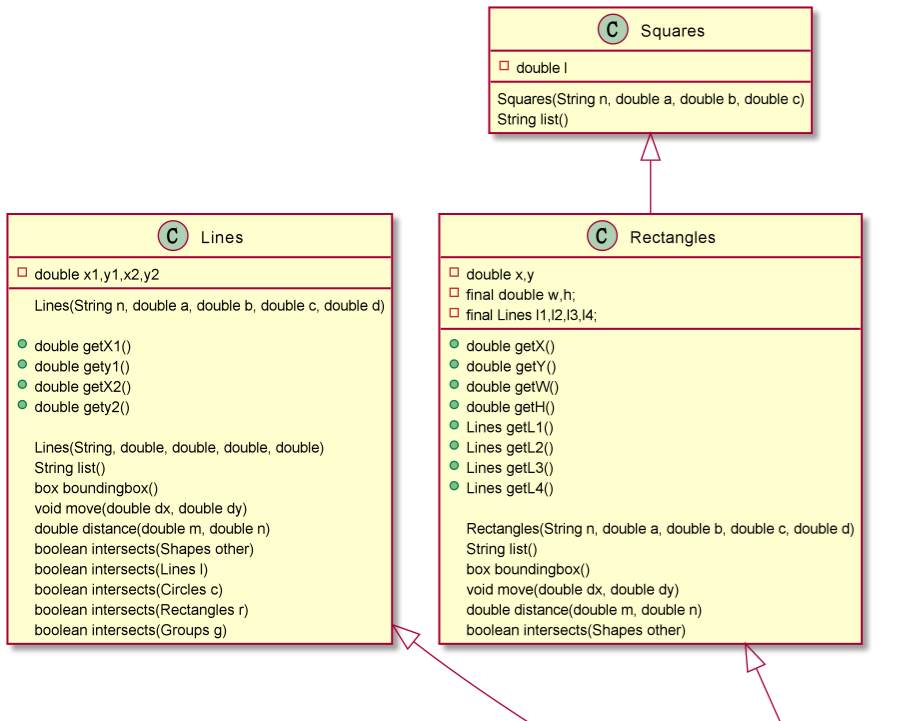 C Squares
double l
Squares(String n, double a, double b, double c)
String list()
C Lines
double x1,y1,x2,y2
Lines(String n, double a, double b, double c, double d)
double getX1()
double gety1()
double getX2()
double gety2()
Lines(String, double, double, double, double)
String list()
box boundingbox()
void move(double dx, double dy)
double distance(double m, double n)
boolean intersects(Shapes other)
boolean intersects(Lines l)
boolean intersects(Circles c)
boolean intersects(Rectangles r)
boolean intersects(Groups g)
C Rectangles
double x,y
final double w,h;
final Lines l1,l2,l3,l4;
double getX()
double getY()
double getW()
double getH()
Lines getL1()
Lines getL2()
Lines getL3()
Lines getL4()
Rectangles(String n, double a, double b, double c, double d)
String list()
box boundingbox()
void move(double dx, double dy)
double distance(double m, double n)
boolean intersects(Shapes other)